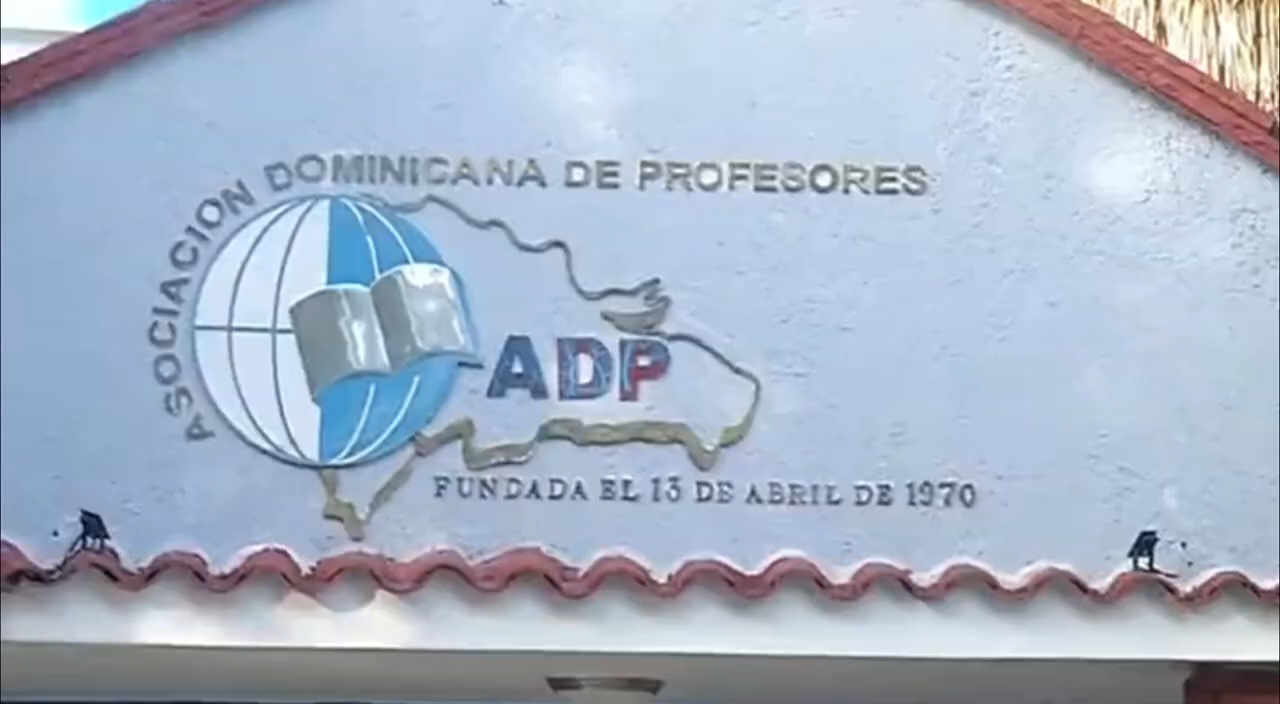 ASOCIACION DOMINICANA DE PROFESORES
ADP
FUNDADA EL 13 DE ABRIL DE 1970